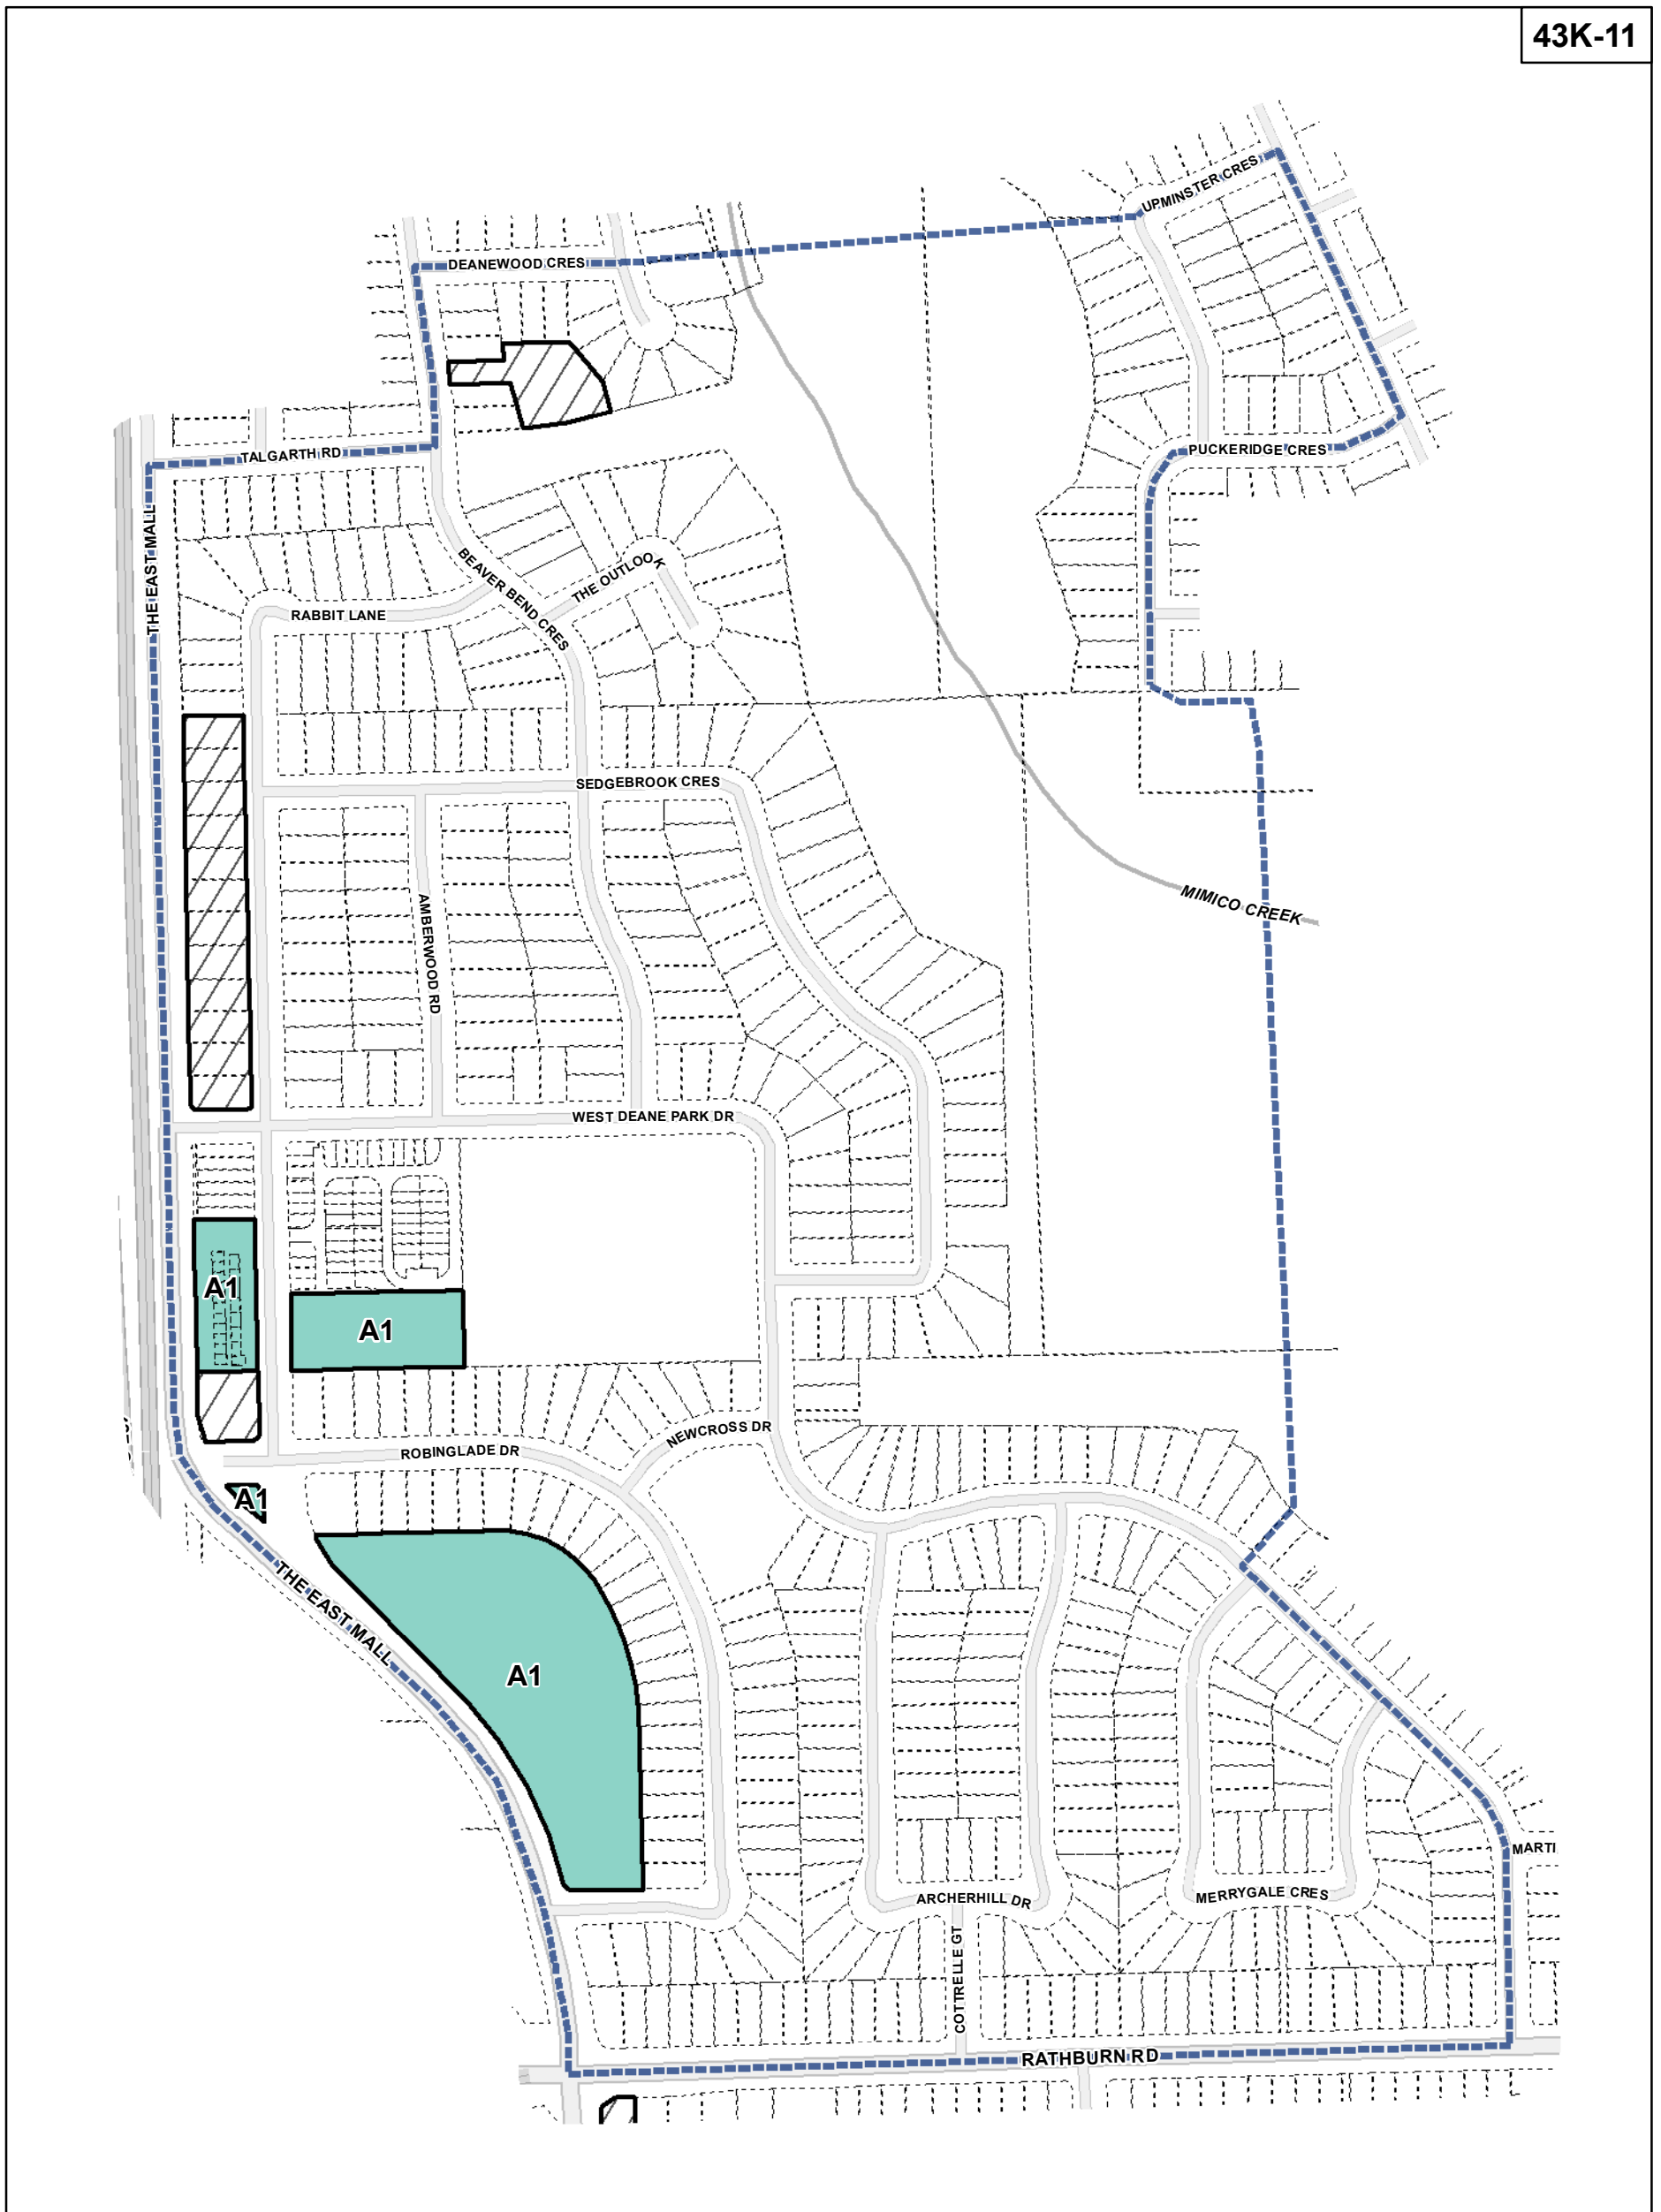 43K-11
UPMINSTER CRES
DEANEWOOD CRES
PUCKERIDGE CRES
TALGARTH RD
THE EAST MALL
BEAVER BEND CRES
THE OUTLOOK
RABBIT LANE
SEDGEBROOK CRES
MIMICO CREEK
AMBERWOOD RD
WEST DEANE PARK DR
A1
A1
NEWCROSS DR
ROBINGLADE DR
A1
THE EAST MALL
A1
MARTI
ARCHERHILL DR
MERRYGALE CRES
COTTRELLE GT
RATHBURN RD